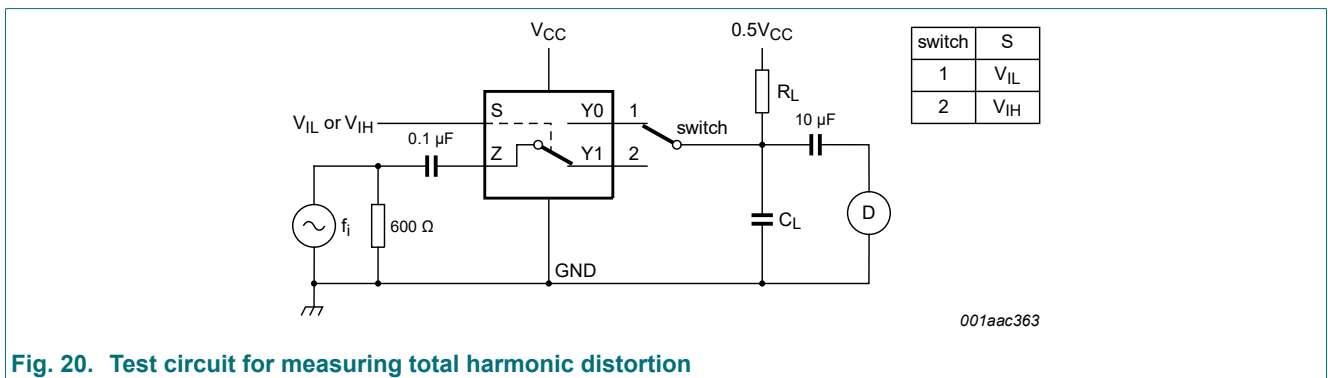 VCC
0.5VCC
switch S
1 VIL
2 VIH
RL
S
Y0
1
switch
10 µF
VIL or VIH
0.1 µF
Z
Y1
2
fi
600 Ω
CL
D
GND
001aac363
Fig. 20. Test circuit for measuring total harmonic distortion